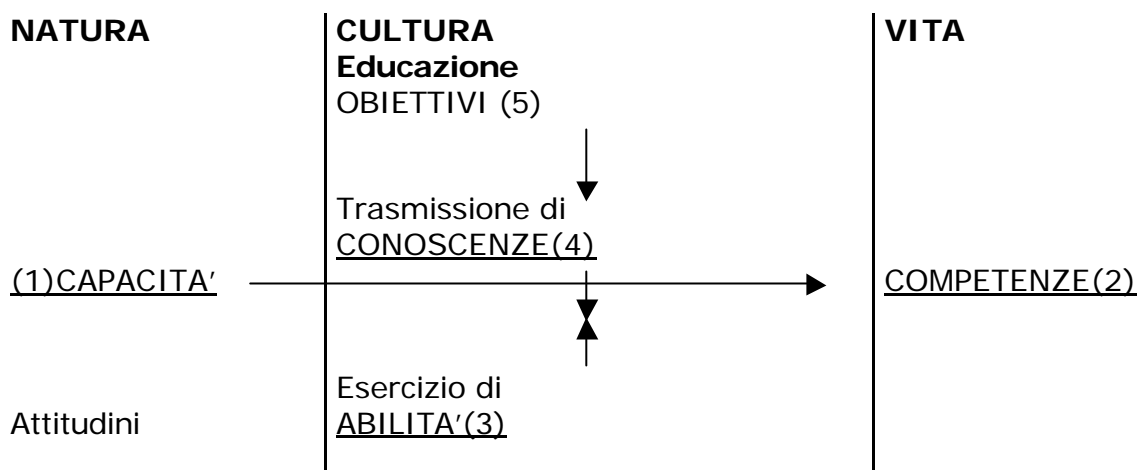 NATURA
CULTURA
VITA
Educazione
OBIETTIVI (5)
Trasmissione di
CONOSCENZE(4)
(1)CAPACITA’
COMPETENZE(2)
Esercizio di
Attitudini
ABILITA’(3)